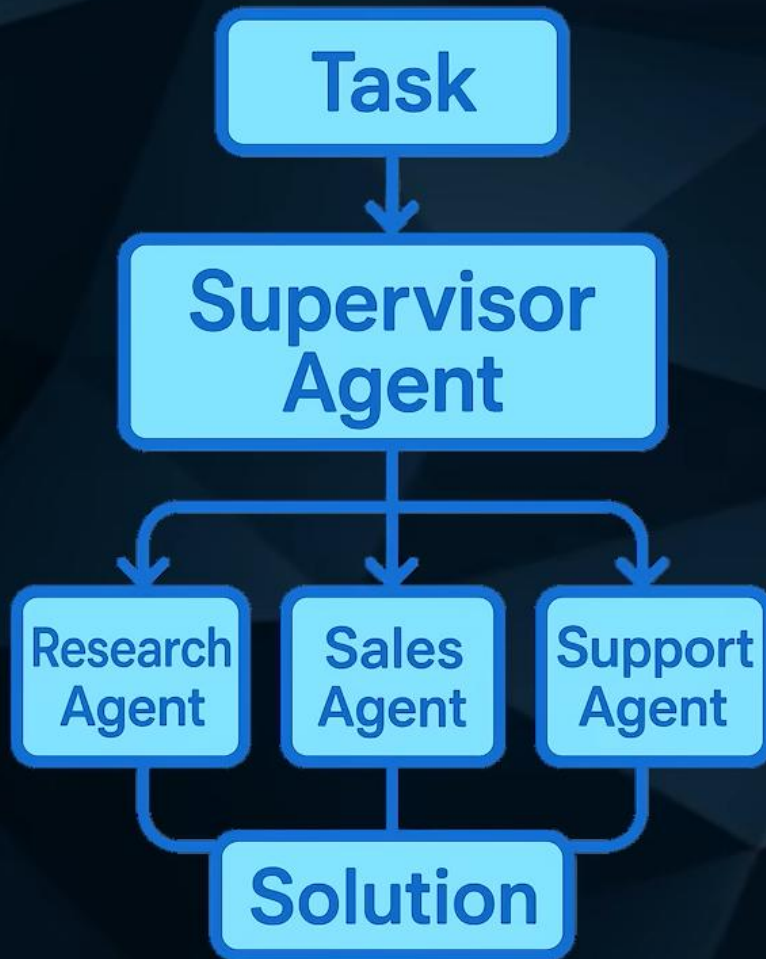 Task
Supervisor
Agent
Research
Agent
Sales
Agent
Support
Agent
Solution